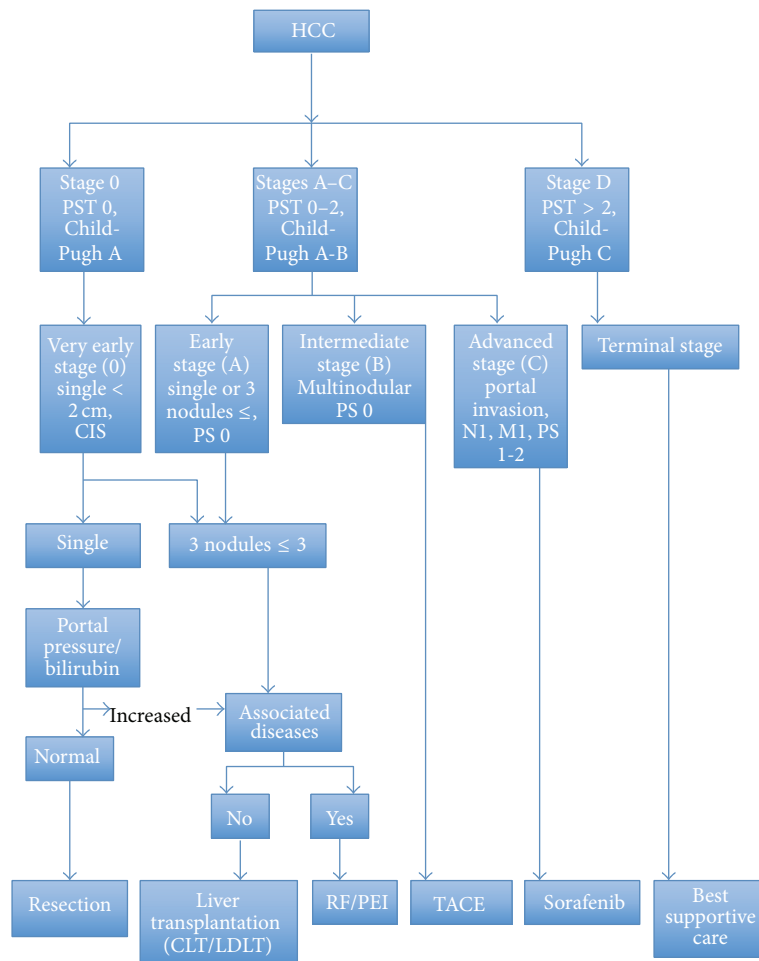 HCC
Stage 0
PST 0,
Child-
Pugh A
Stages A–C
PST 0–2,
Child-
Pugh A-B
Stage D
PST > 2,
Child-
Pugh C
Very early
stage (0)
single <
2 cm,
CIS
Early
stage (A)
single or 3
nodules ≤,
PS 0
Intermediate
stage (B)
Multinodular
PS 0
Advanced
stage (C)
portal
invasion,
N1, M1, PS
1-2
Terminal stage
Single
3 nodules ≤ 3
Portal
pressure/
bilirubin
Increased
Associated
diseases
Normal
No
Yes
Resection
Liver
transplantation
(CLT/LDLT)
RF/PEI
TACE
Sorafenib
Best
supportive
care